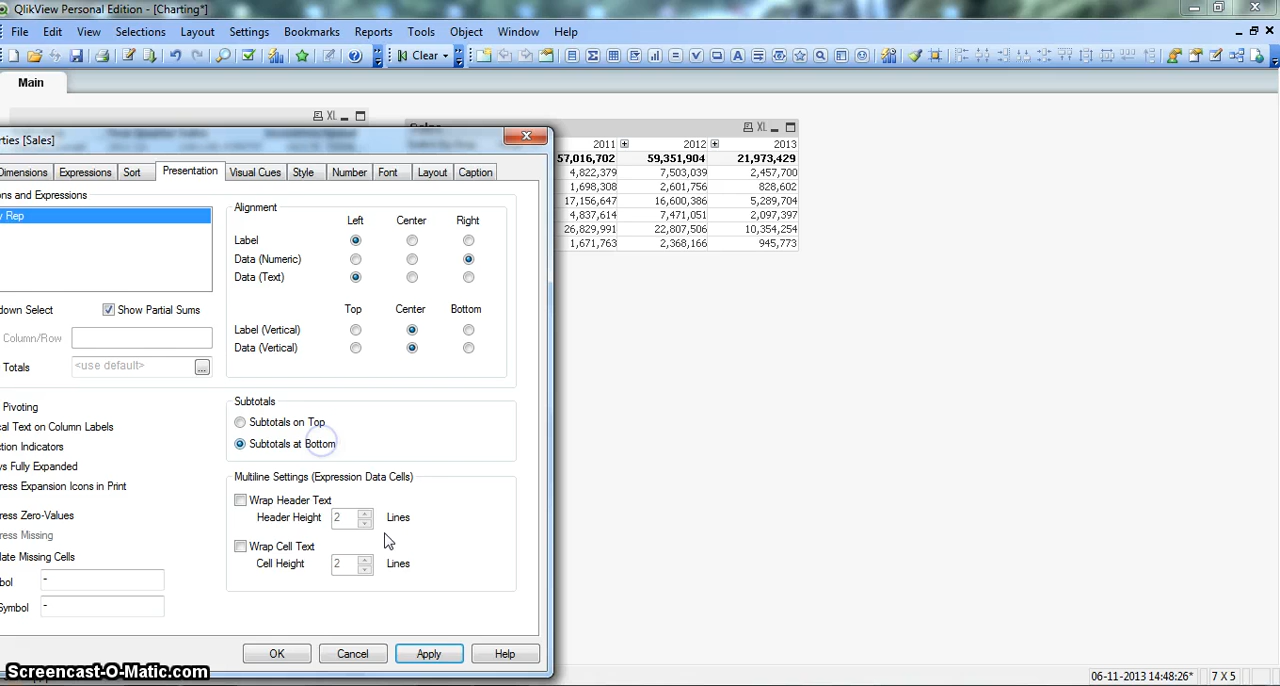 QlikView Personal Edition - [Charting*]
File Edit View Selections Layout Settings Bookmarks Reports Tools Object Window Help
Clear
Main
XL
rties [Sales]
XL
Dimensions Expressions Sort Presentation Visual Cues Style Number Font Layout Caption
2011 2012 2013
57,016,702 59,351,904 21,973,429
4,822,379 7,503,039 2,457,700
1,698,308 2,601,756 828,602
17,156,647 16,600,386 5,289,704
4,837,614 7,471,051 2,097,397
26,829,991 22,807,506 10,354,254
1,671,763 2,368,166 945,773
ons and Expressions
y Rep
down Select Show Partial Sums
Column/Row
Totals <use default> ...
Pivoting
cal Text on Column Labels
ction Indicators
ys Fully Expanded
ress Expansion Icons in Print
ress Zero-Values
ress Missing
late Missing Cells
bol -
Symbol -
Alignment
Left Center Right
Label
Data (Numeric)
Data (Text)
Top Center Bottom
Label (Vertical)
Data (Vertical)
Subtotals
Subtotals on Top
Subtotals at Bottom
Multiline Settings (Expression Data Cells)
Wrap Header Text
Header Height 2 Lines
Wrap Cell Text
Cell Height 2 Lines
OK Cancel Apply Help
Screencast-O-Matic.com
06-11-2013 14:48:26* 7 X 5